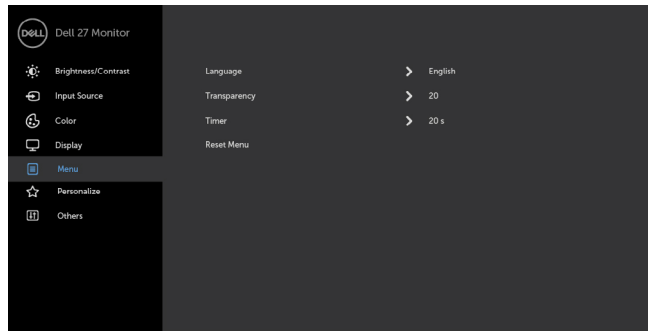 DELL Dell 27 Monitor
Brightness/Contrast
Input Source
Color
Display
Menu
Personalize
Others
Language English
Transparency 20
Timer 20 s
Reset Menu